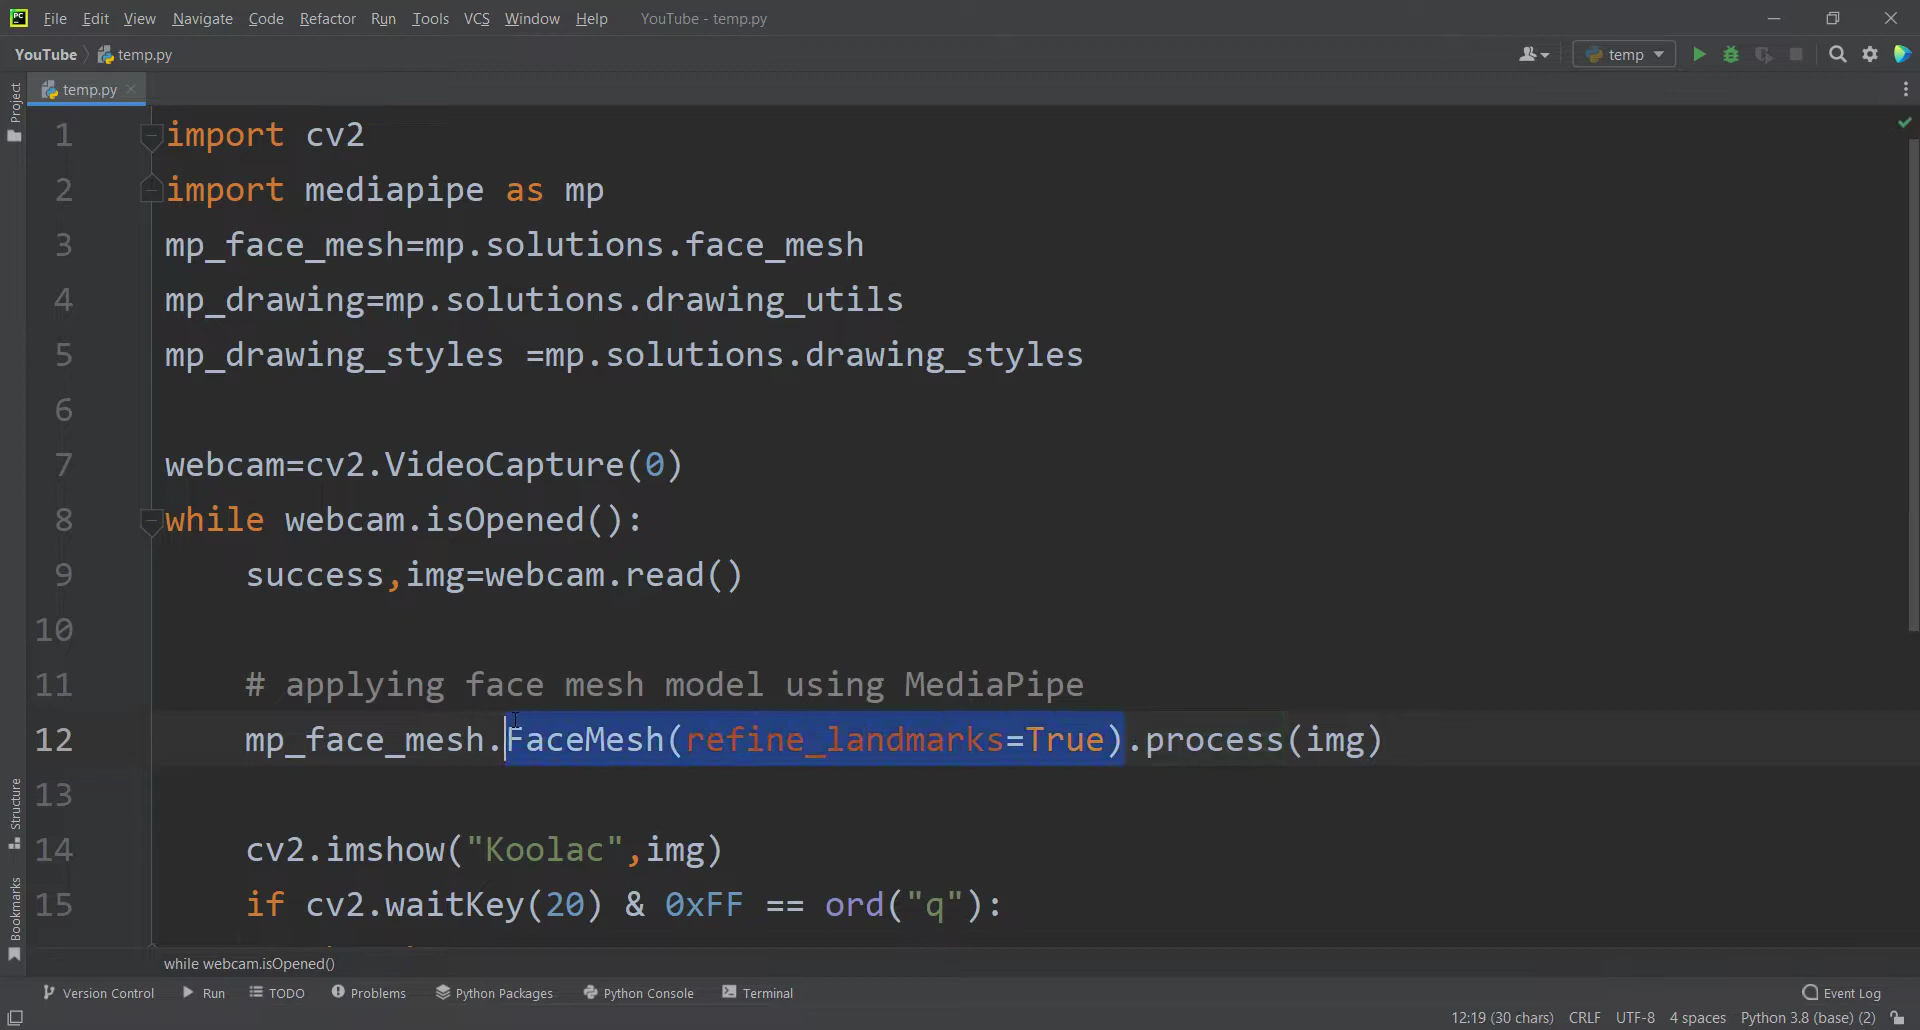 File Edit View Navigate Code Refactor Run Tools VCS Window Help YouTube - temp.py
YouTube temp.py temp
temp.py
Project
1 import cv2
2 import mediapipe as mp
3 mp_face_mesh=mp.solutions.face_mesh
4 mp_drawing=mp.solutions.drawing_utils
5 mp_drawing_styles =mp.solutions.drawing_styles
6
7 webcam=cv2.VideoCapture(0)
8 while webcam.isOpened():
9 success,img=webcam.read()
10
11 # applying face mesh model using MediaPipe
12 mp_face_mesh.FaceMesh(refine_landmarks=True).process(img)
13
14 cv2.imshow("Koolac",img)
15 if cv2.waitKey(20) & 0xFF == ord("q"):
Structure
Bookmarks
while webcam.isOpened()
Version Control Run TODO Problems Python Packages Python Console Terminal Event Log
12:19 (30 chars) CRLF UTF-8 4 spaces Python 3.8 (base) (2)